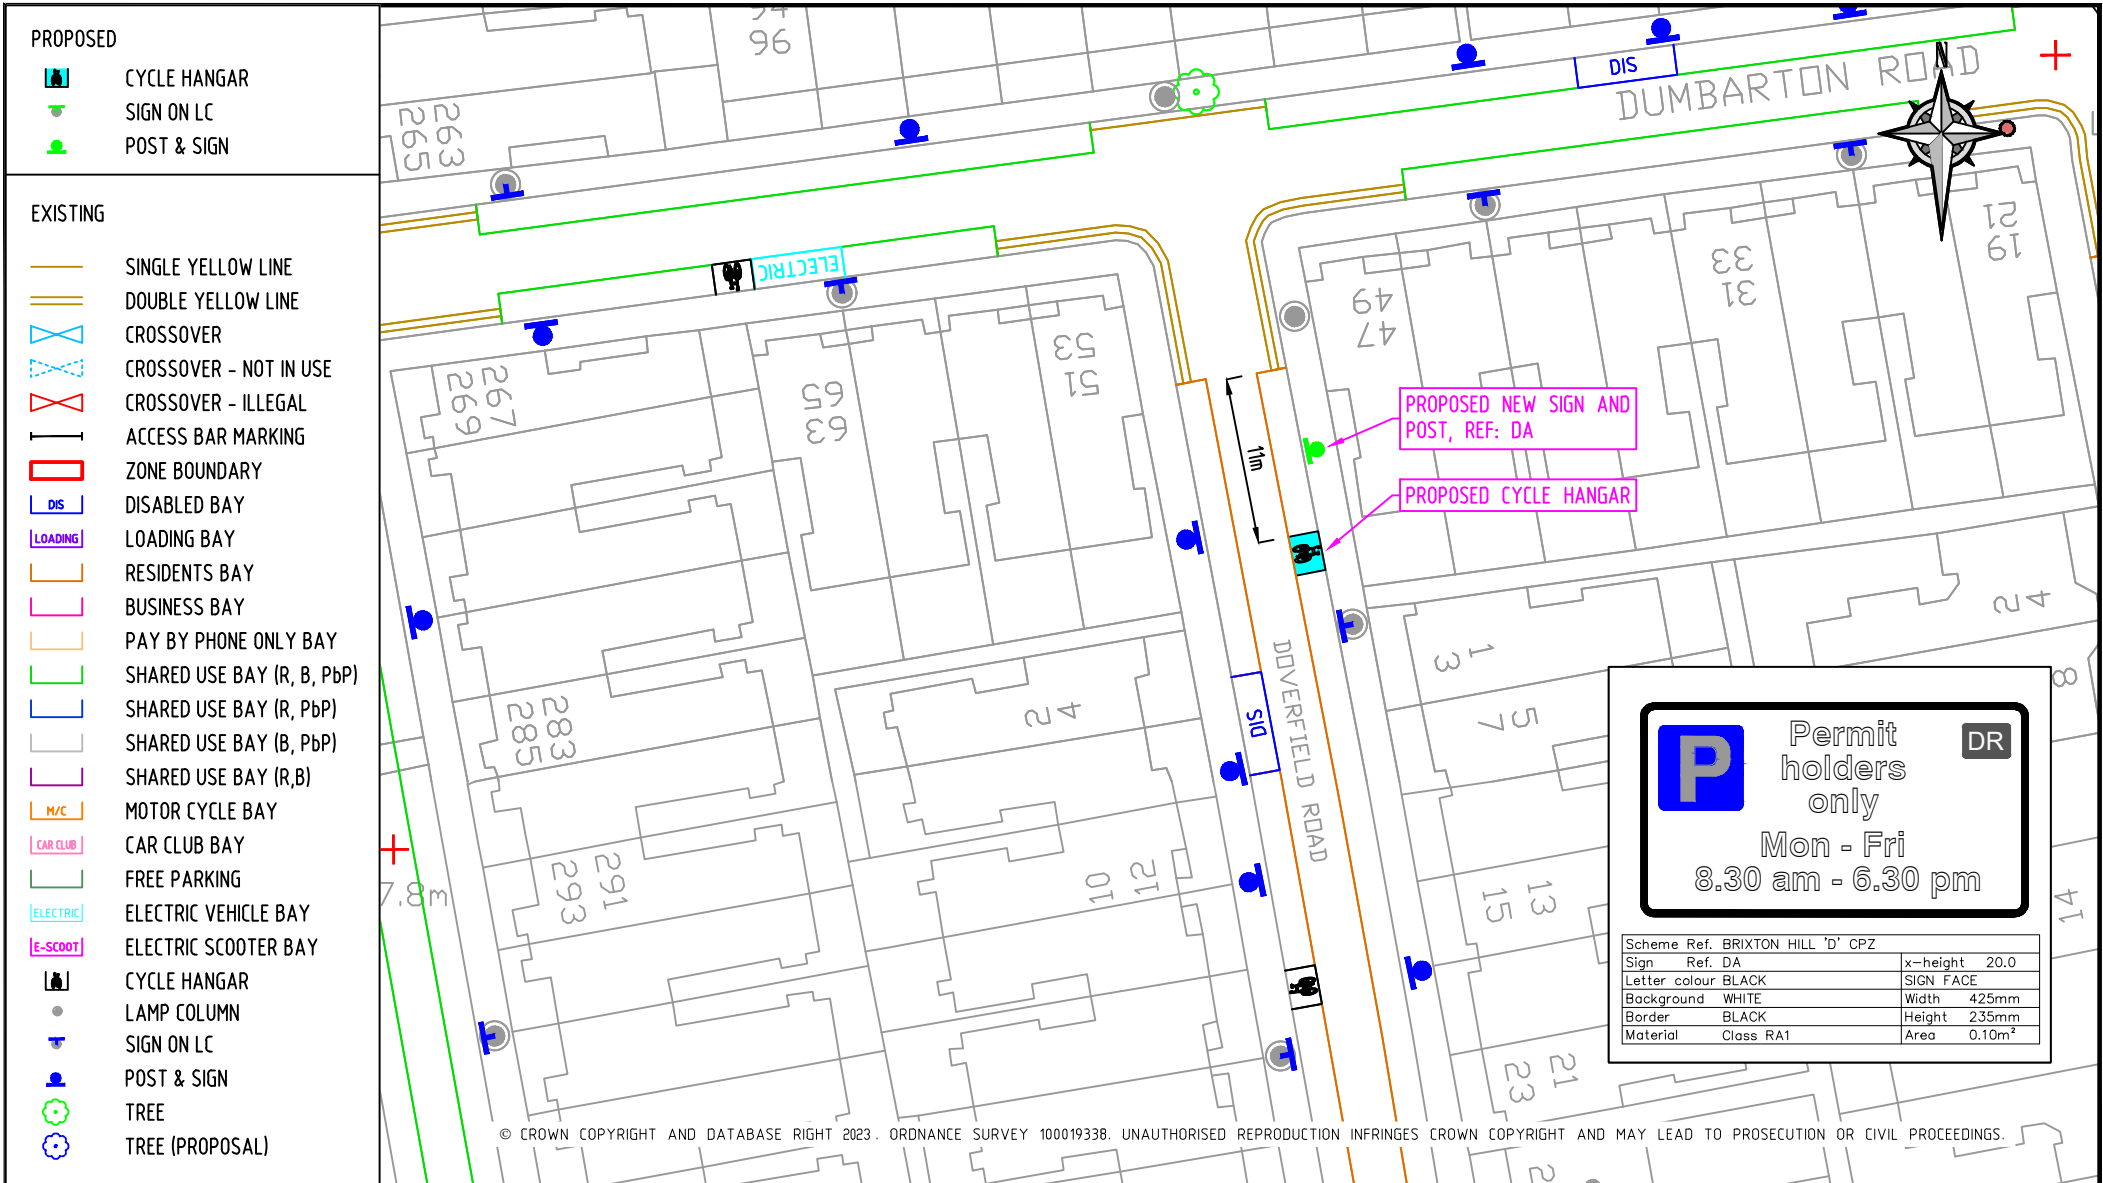 PROPOSED
CYCLE HANGAR
SIGN ON LC
POST & SIGN
EXISTING
SINGLE YELLOW LINE
DOUBLE YELLOW LINE
CROSSOVER
CROSSOVER - NOT IN USE
CROSSOVER - ILLEGAL
ACCESS BAR MARKING
ZONE BOUNDARY
DIS DISABLED BAY
LOADING LOADING BAY
RESIDENTS BAY
BUSINESS BAY
PAY BY PHONE ONLY BAY
SHARED USE BAY (R, B, PbP)
SHARED USE BAY (R, PbP)
SHARED USE BAY (B, PbP)
SHARED USE BAY (R,B)
M/C MOTOR CYCLE BAY
CAR CLUB CAR CLUB BAY
FREE PARKING
ELECTRIC ELECTRIC VEHICLE BAY
E-SCOOT ELECTRIC SCOOTER BAY
CYCLE HANGAR
LAMP COLUMN
SIGN ON LC
POST & SIGN
TREE
TREE (PROPOSAL)
94
96
265
263
DIS
DUMBARTON ROAD
N
ELECTRIC
21
19
33
31
49
47
53
51
65
63
267
269
11m
PROPOSED NEW SIGN AND
POST, REF: DA
PROPOSED CYCLE HANGAR
DOVERFIELD ROAD
DIS
1
3
5
7
2
4
2
4
8
283
285
291
293
10
12
13
15
14
21
23
7.8m
P
Permit
holders
only
DR
Mon - Fri
8.30 am - 6.30 pm
Scheme Ref. BRIXTON HILL 'D' CPZ
Sign Ref. DA x-height 20.0
Letter colour BLACK SIGN FACE
Background WHITE Width 425mm
Border BLACK Height 235mm
Material Class RA1 Area 0.10m²
© CROWN COPYRIGHT AND DATABASE RIGHT 2023. ORDNANCE SURVEY 100019338. UNAUTHORISED REPRODUCTION INFRINGES CROWN COPYRIGHT AND MAY LEAD TO PROSECUTION OR CIVIL PROCEEDINGS.